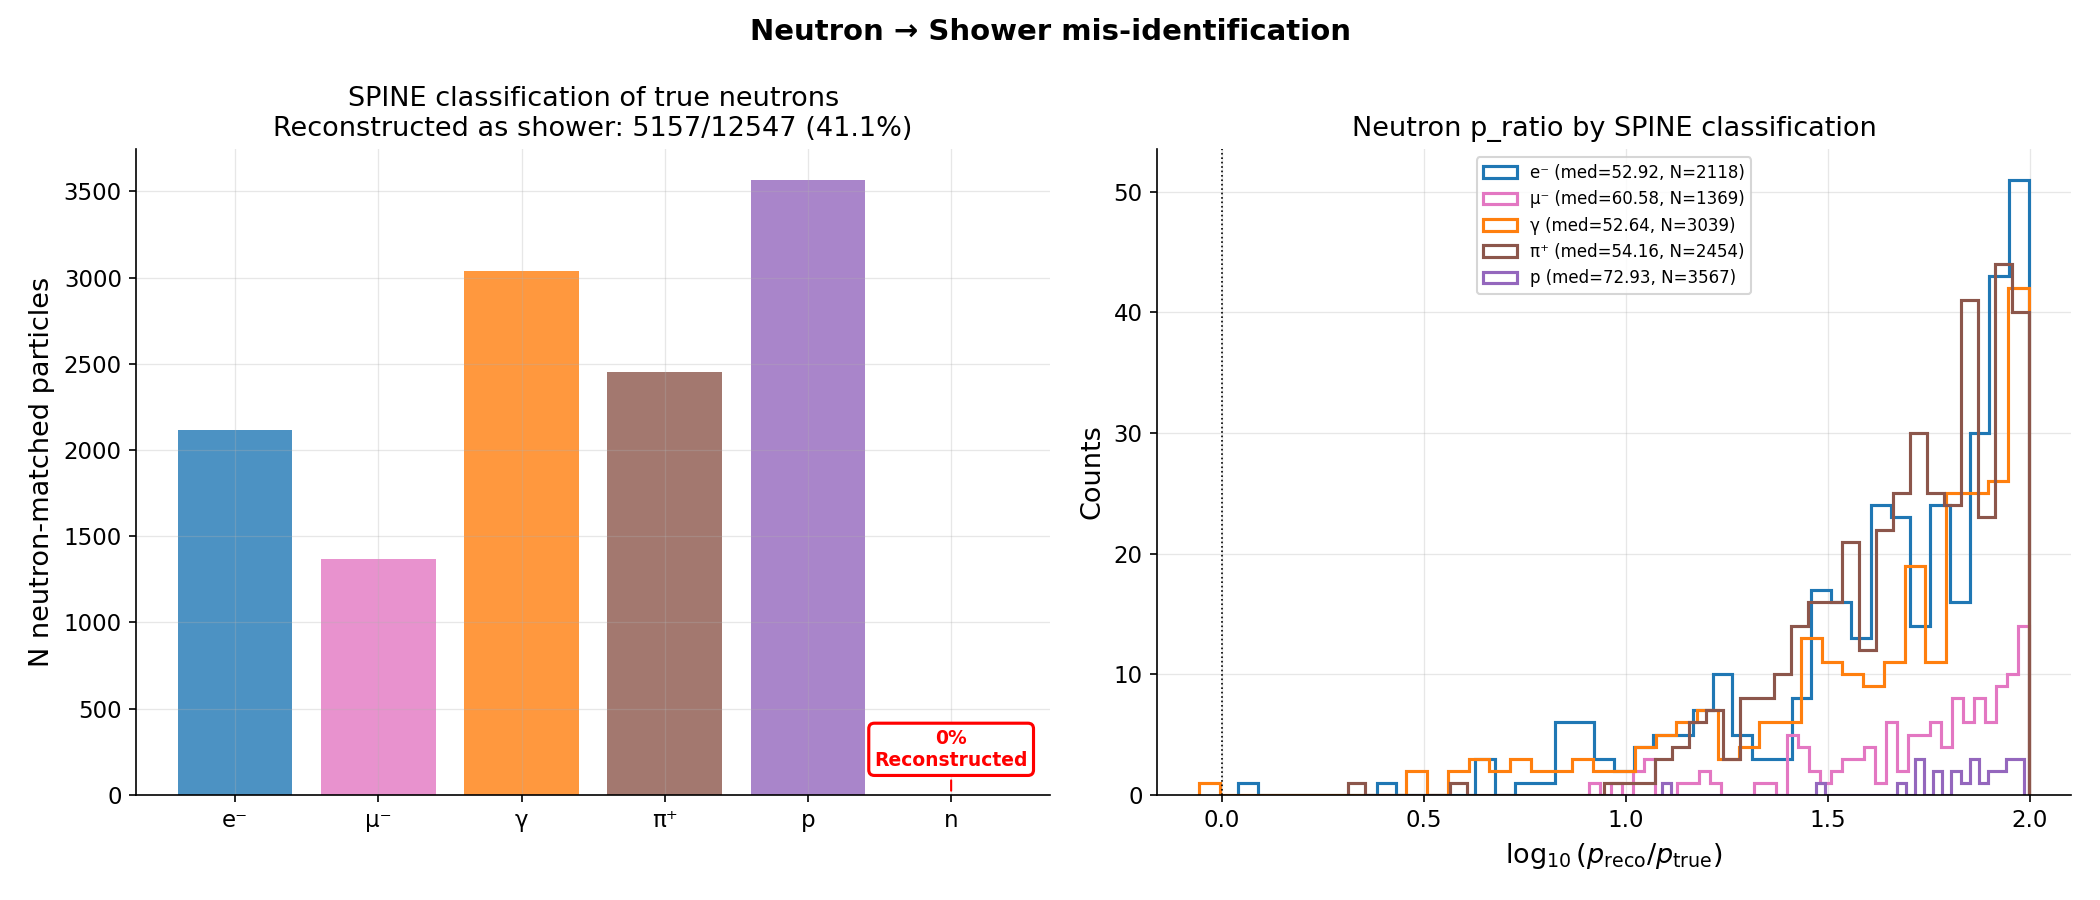 Neutron → Shower mis-identification
SPINE classification of true neutrons
Reconstructed as shower: 5157/12547 (41.1%)
N neutron-matched particles
3500
3000
2500
2000
1500
1000
500
0
e⁻
μ⁻
γ
π⁺
p
n
0%
Reconstructed
Neutron p_ratio by SPINE classification
e⁻ (med=52.92, N=2118)
μ⁻ (med=60.58, N=1369)
γ (med=52.64, N=3039)
π⁺ (med=54.16, N=2454)
p (med=72.93, N=3567)
Counts
50
40
30
20
10
0
0.0
0.5
1.0
1.5
2.0
log₁₀ (p_reco/p_true)